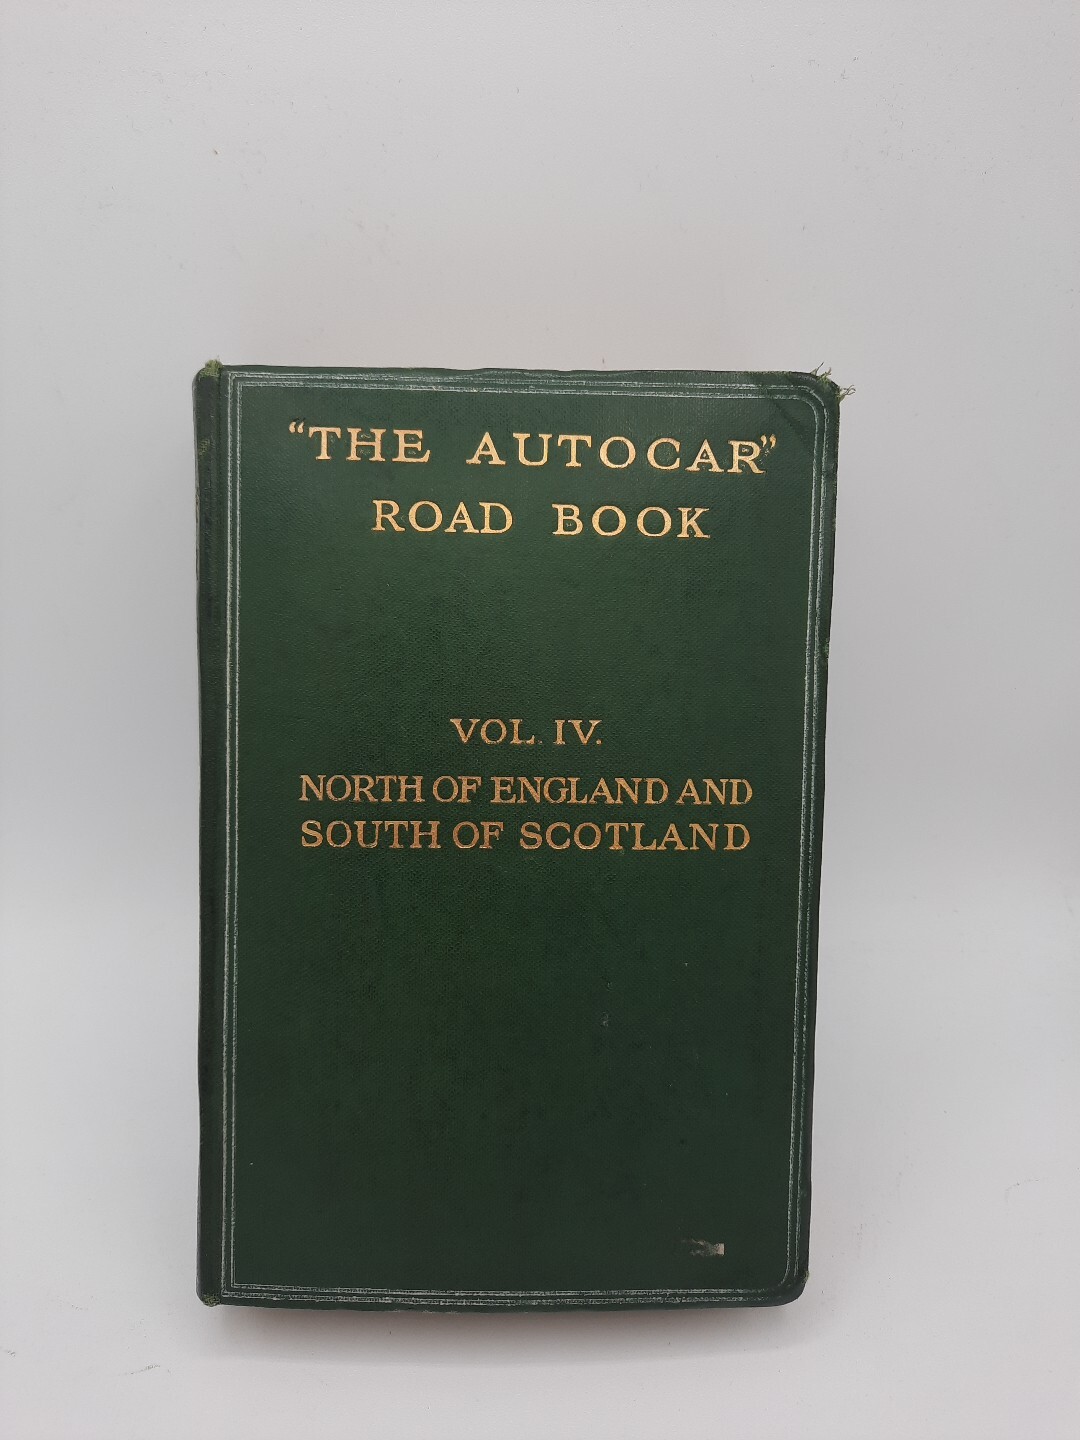 “THE AUTOCAR”
ROAD BOOK
VOL. IV.
NORTH OF ENGLAND AND
SOUTH OF SCOTLAND